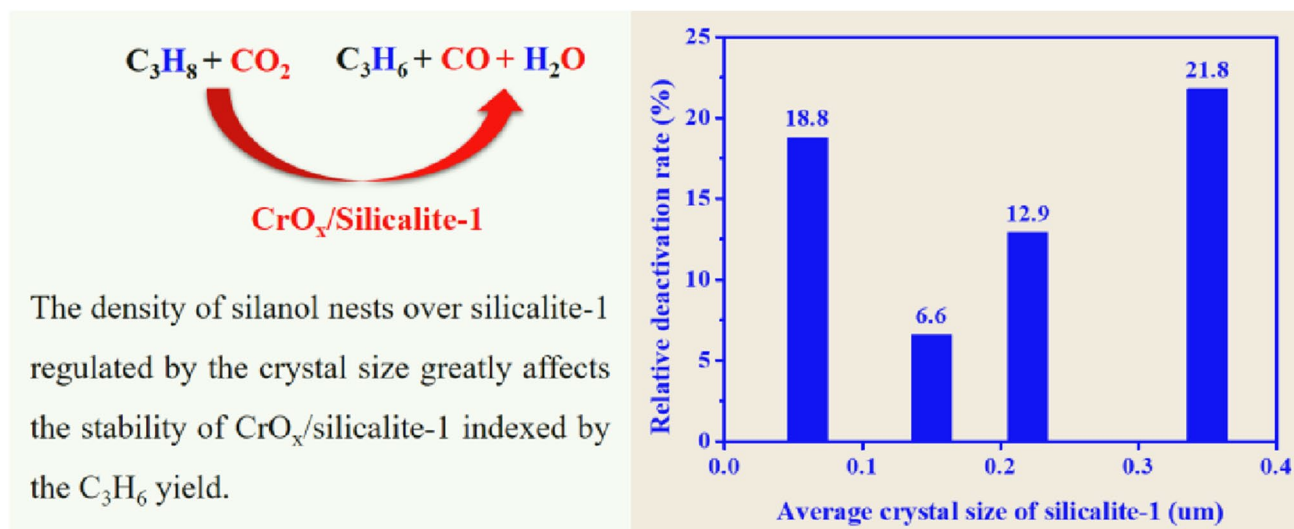 C₃H₈ + CO₂ C₃H₆ + CO + H₂O
CrOₓ/Silicalite-1
The density of silanol nests over silicalite-1
regulated by the crystal size greatly affects
the stability of CrOₓ/silicalite-1 indexed by
the C₃H₆ yield.
Relative deactivation rate (%)
25
20
15
10
5
0
18.8
6.6
12.9
21.8
0.0 0.1 0.2 0.3 0.4
Average crystal size of silicalite-1 (um)